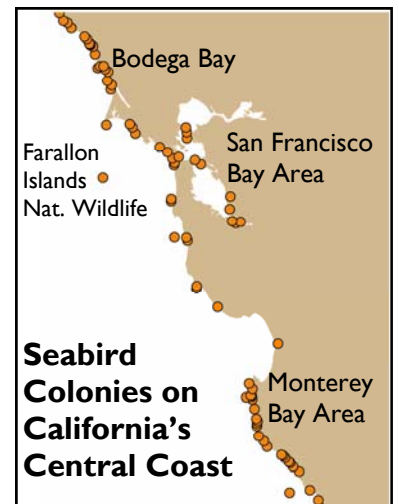 Bodega Bay
San Francisco
Bay Area
Farallon
Islands
Nat. Wildlife
Monterey
Bay Area
Seabird
Colonies on
California's
Central Coast